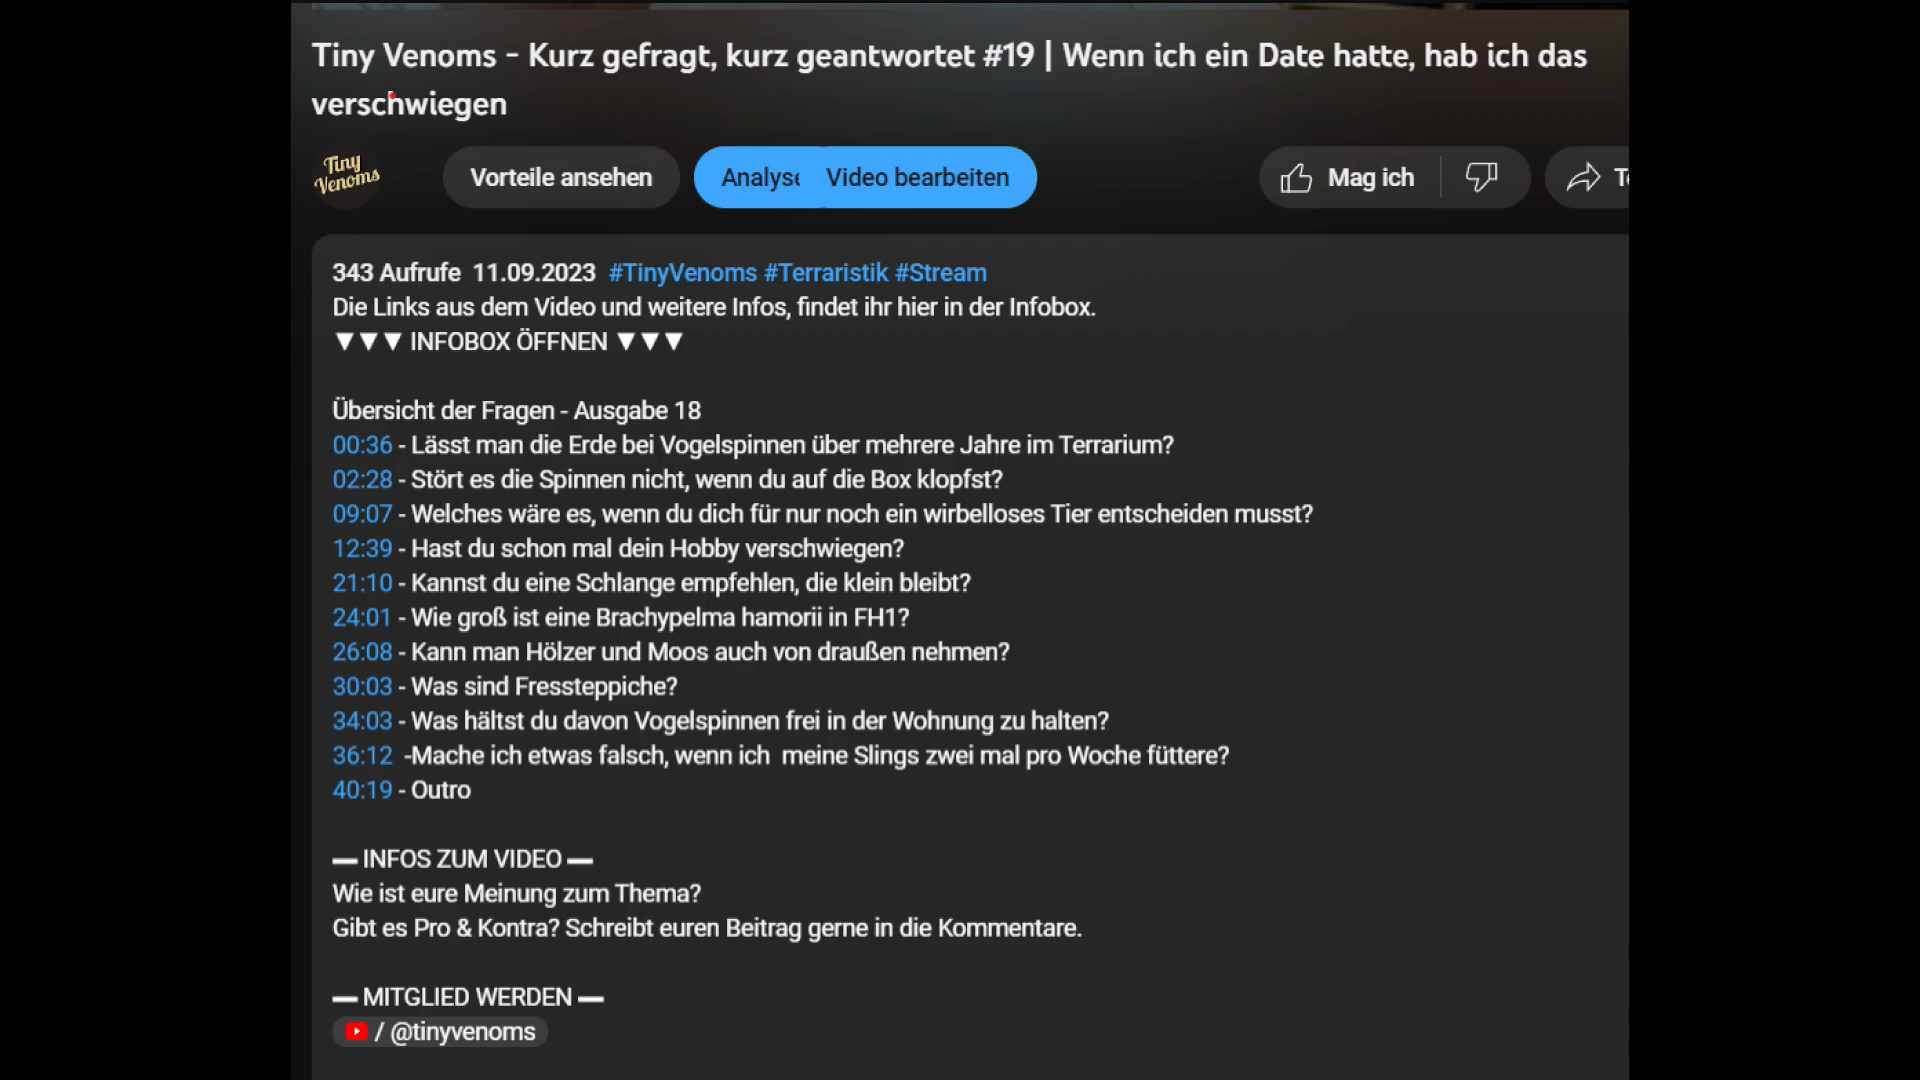 Tiny Venoms - Kurz gefragt, kurz geantwortet #19 | Wenn ich ein Date hatte, hab ich das
verschwiegen
Tiny
Venoms
Vorteile ansehen
Video bearbeiten
Mag ich
343 Aufrufe 11.09.2023 #TinyVenoms #Terraristik #Stream
Die Links aus dem Video und weitere Infos, findet ihr hier in der Infobox.
▼▼▼ INFOBOX ÖFFNEN ▼▼▼
Übersicht der Fragen - Ausgabe 18
00:36 - Lässt man die Erde bei Vogelspinnen über mehrere Jahre im Terrarium?
02:28 - Stört es die Spinnen nicht, wenn du auf die Box klopfst?
09:07 - Welches wäre es, wenn du dich für nur noch ein wirbelloses Tier entscheiden musst?
12:39 - Hast du schon mal dein Hobby verschwiegen?
21:10 - Kannst du eine Schlange empfehlen, die klein bleibt?
24:01 - Wie groß ist eine Brachypelma hamorii in FH1?
26:08 - Kann man Hölzer und Moos auch von draußen nehmen?
30:03 - Was sind Fressteppiche?
34:03 - Was hältst du davon Vogelspinnen frei in der Wohnung zu halten?
36:12 -Mache ich etwas falsch, wenn ich meine Slings zwei mal pro Woche füttere?
40:19 - Outro
▬ INFOS ZUM VIDEO ▬
Wie ist eure Meinung zum Thema?
Gibt es Pro & Kontra? Schreibt euren Beitrag gerne in die Kommentare.
▬ MITGLIED WERDEN ▬
/ @tinyvenoms